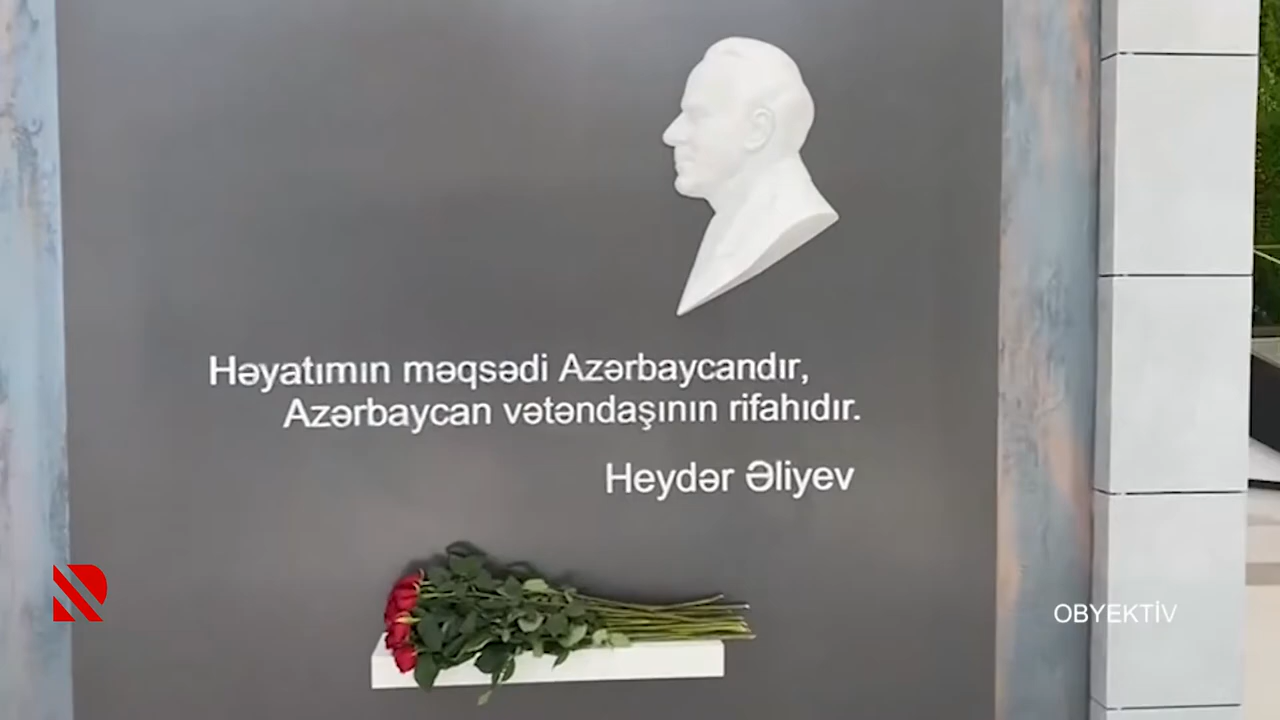 Həyatımın məqsədi Azərbaycandır,
Azərbaycan vətəndaşının rifahıdır.
Heydər Əliyev
OBYEKTİV